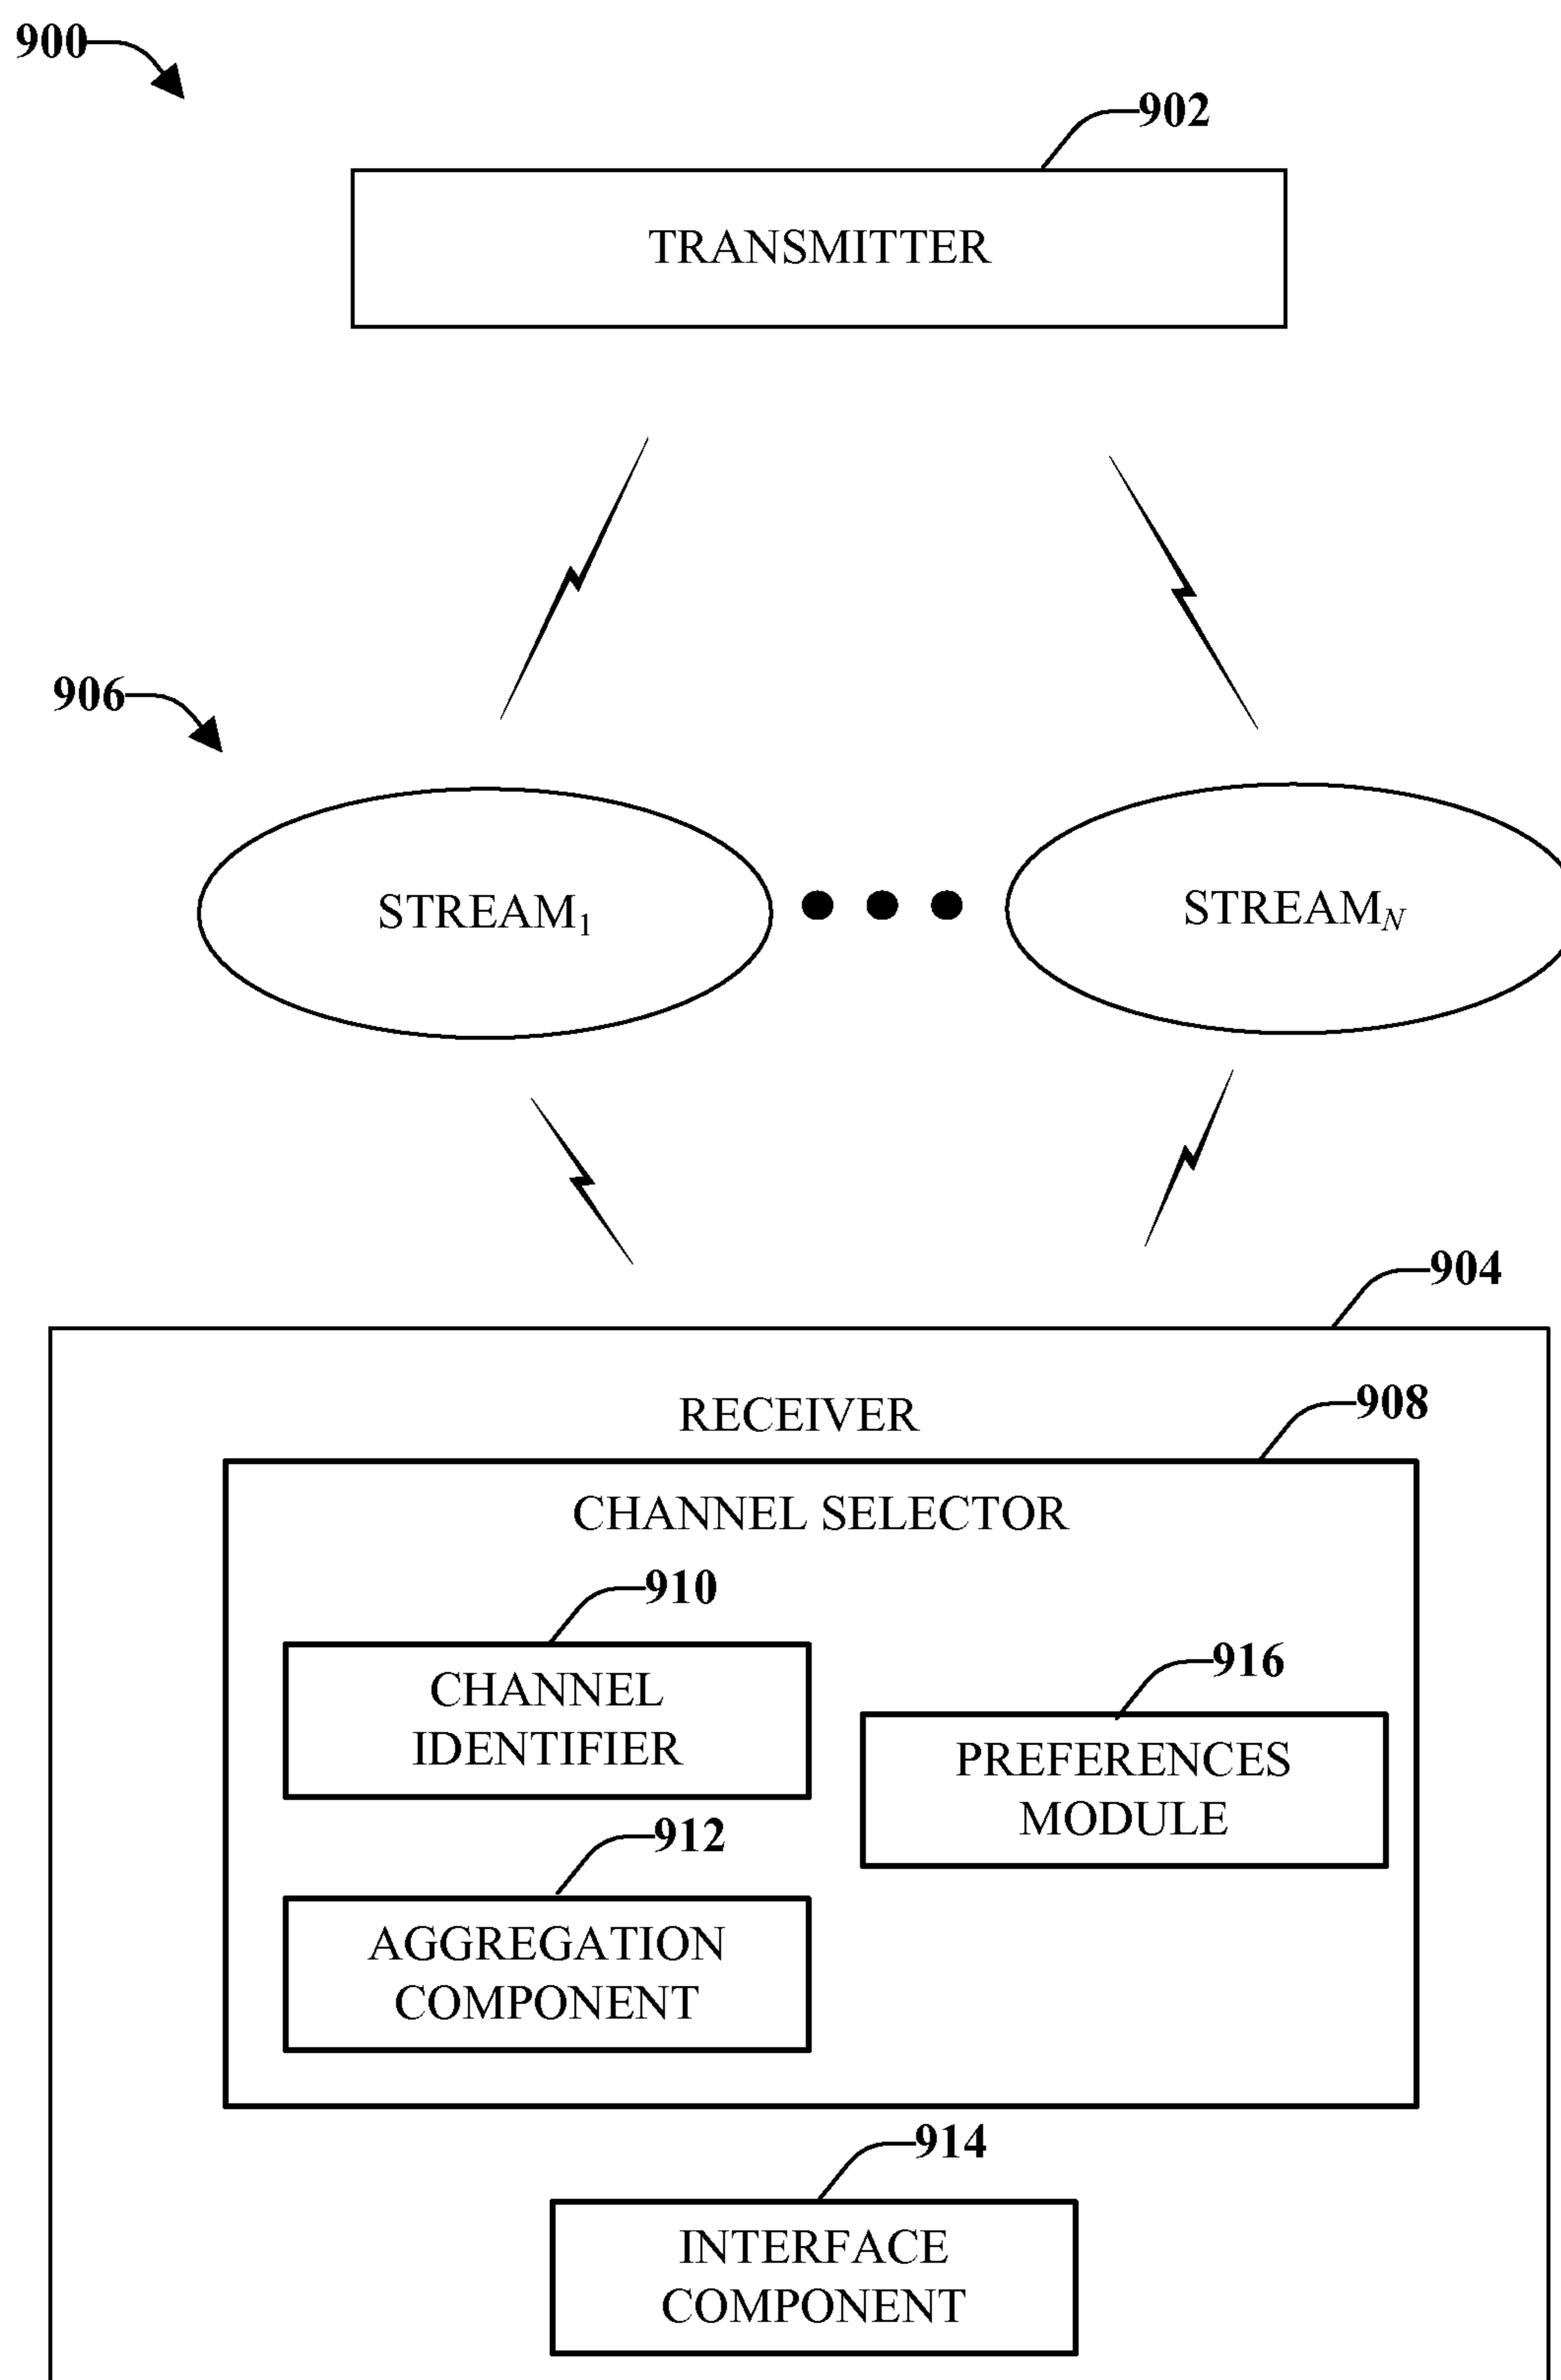 900
902
TRANSMITTER
906
STREAM1
STREAMN
904
RECEIVER
908
CHANNEL SELECTOR
910
CHANNEL
IDENTIFIER
916
PREFERENCES
MODULE
912
AGGREGATION
COMPONENT
914
INTERFACE
COMPONENT